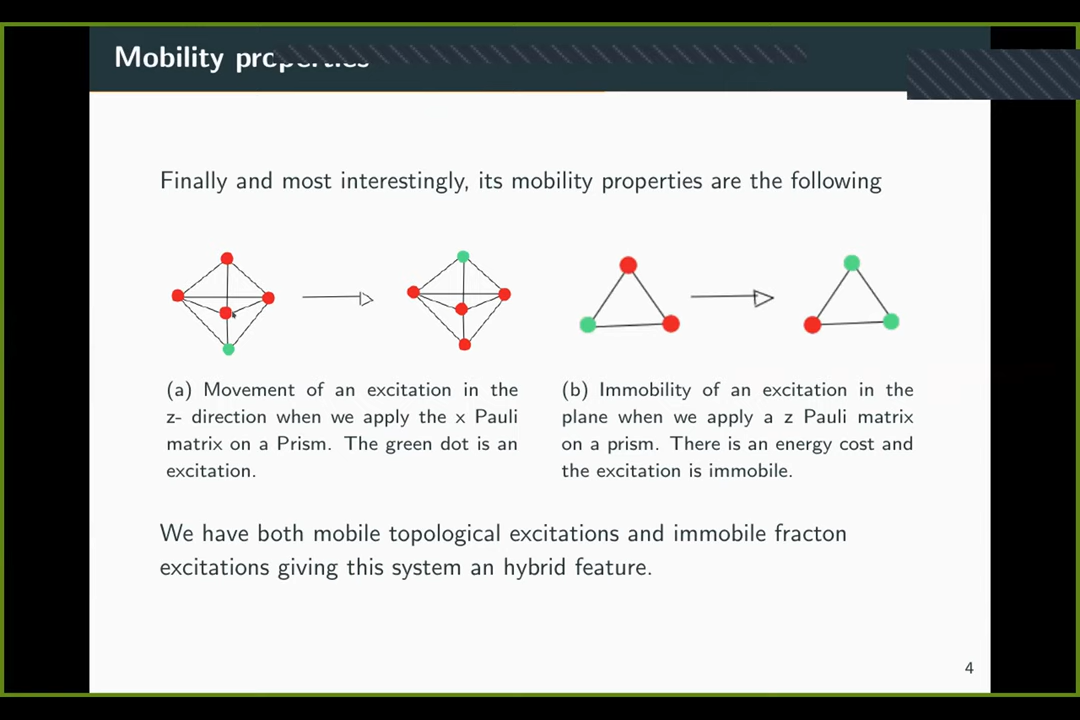 Mobility properties
Finally and most interestingly, its mobility properties are the following
(a) Movement of an excitation in the
z- direction when we apply the x Pauli
matrix on a Prism. The green dot is an
excitation.
(b) Immobility of an excitation in the
plane when we apply a z Pauli matrix
on a prism. There is an energy cost and
the excitation is immobile.
We have both mobile topological excitations and immobile fracton
excitations giving this system an hybrid feature.
4